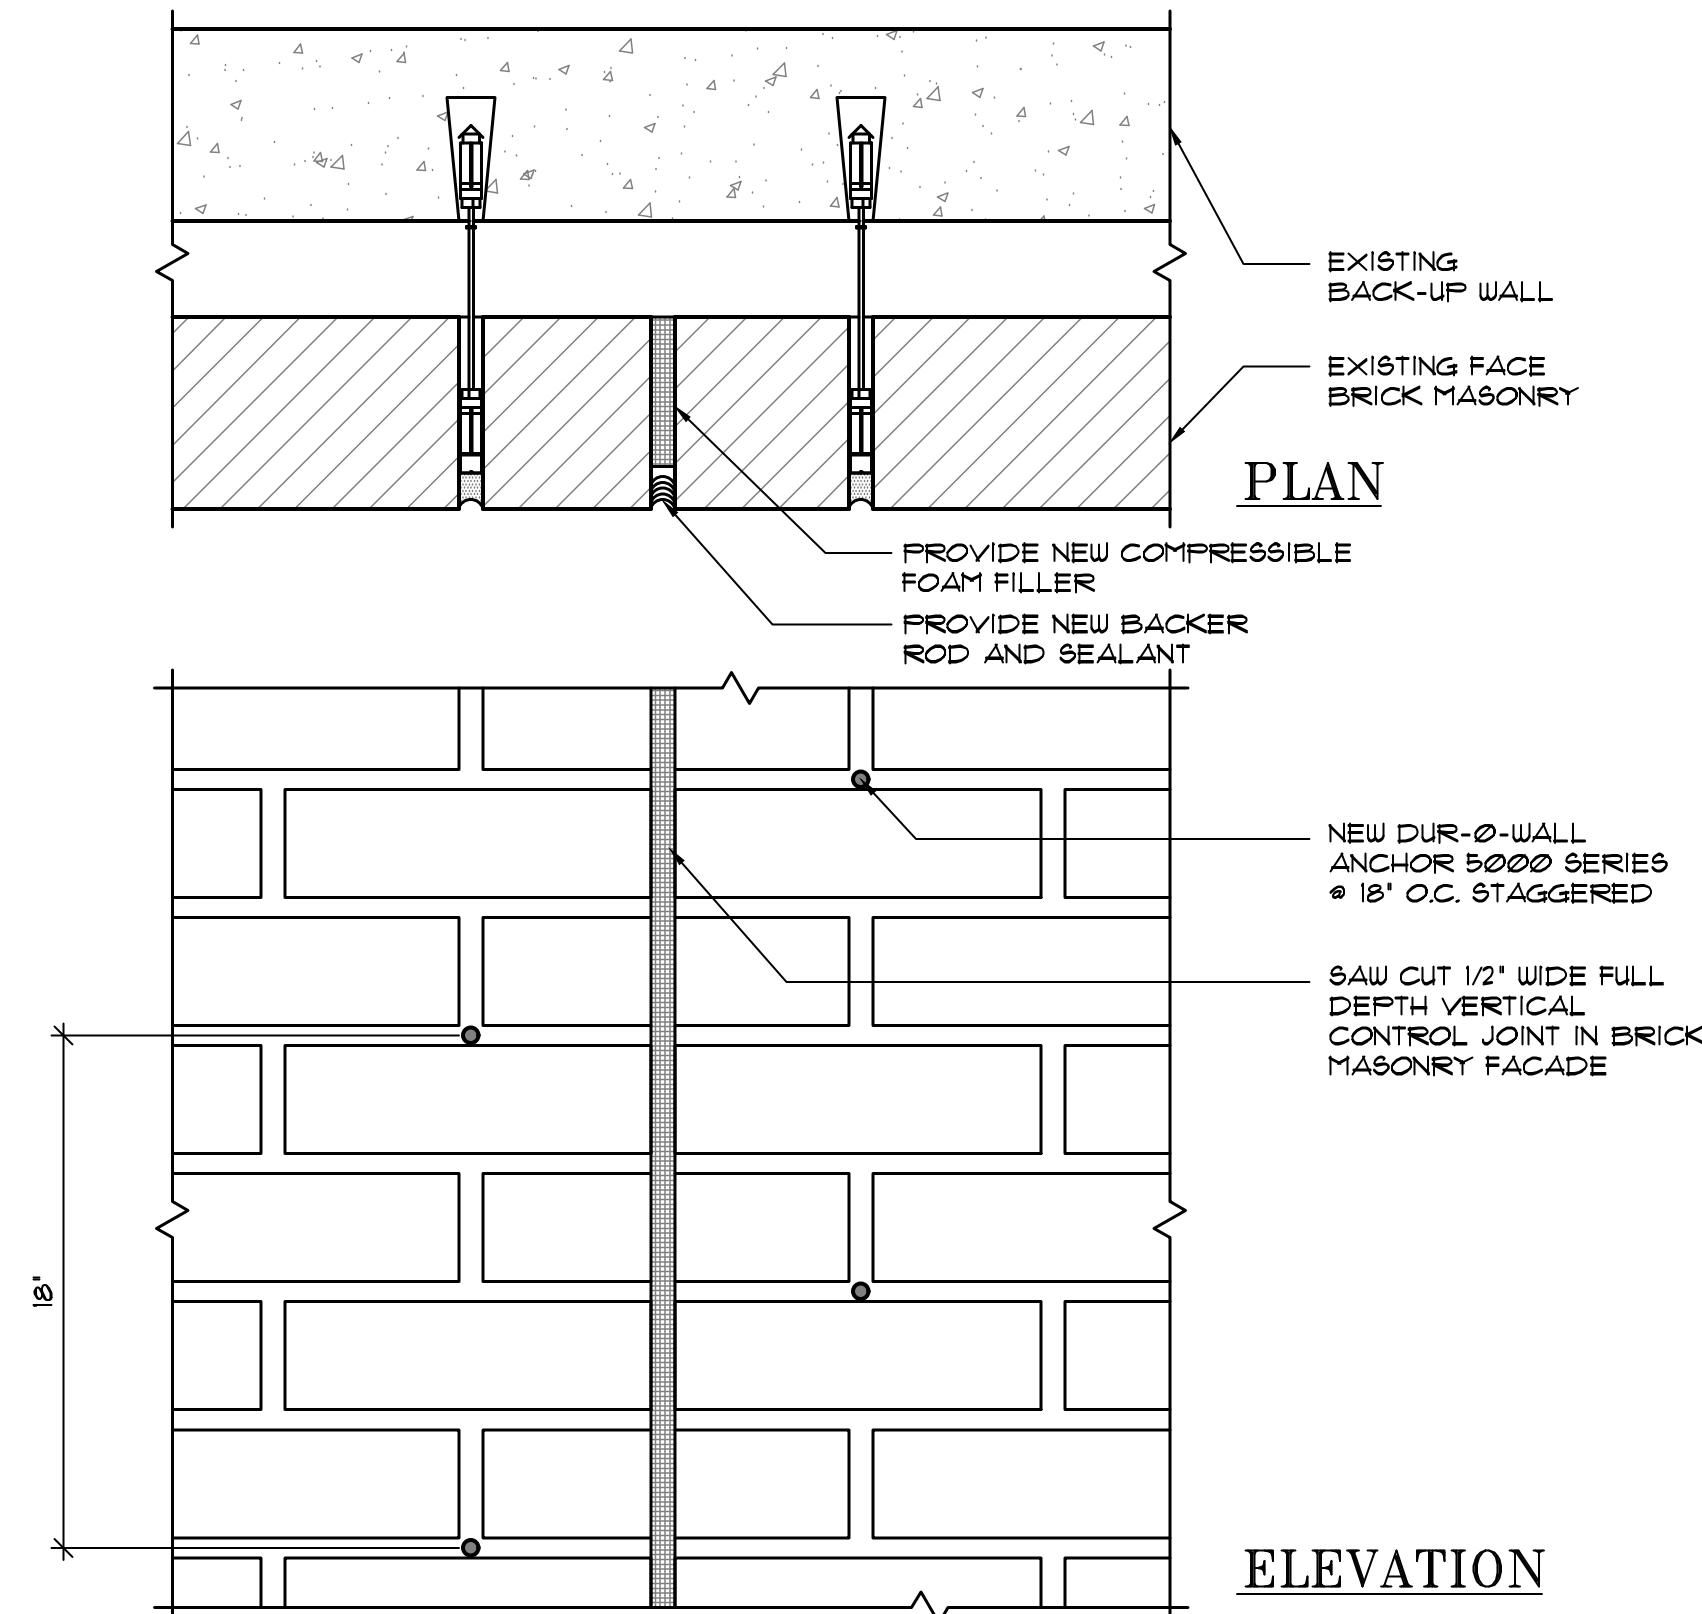 EXISTING
BACK-UP WALL
EXISTING FACE
BRICK MASONRY
PLAN
PROVIDE NEW COMPRESSIBLE
FOAM FILLER
PROVIDE NEW BACKER
ROD AND SEALANT
NEW DUR-Ø-WALL
ANCHOR 5ØØØ SERIES
@ 18" O.C. STAGGERED
SAW CUT 1/2" WIDE FULL
DEPTH VERTICAL
CONTROL JOINT IN BRICK
MASONRY FACADE
18"
ELEVATION